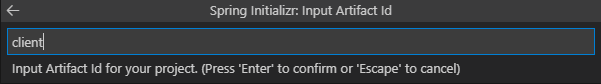 Spring Initializr: Input Artifact Id
client
Input Artifact Id for your project. (Press 'Enter' to confirm or 'Escape' to cancel)